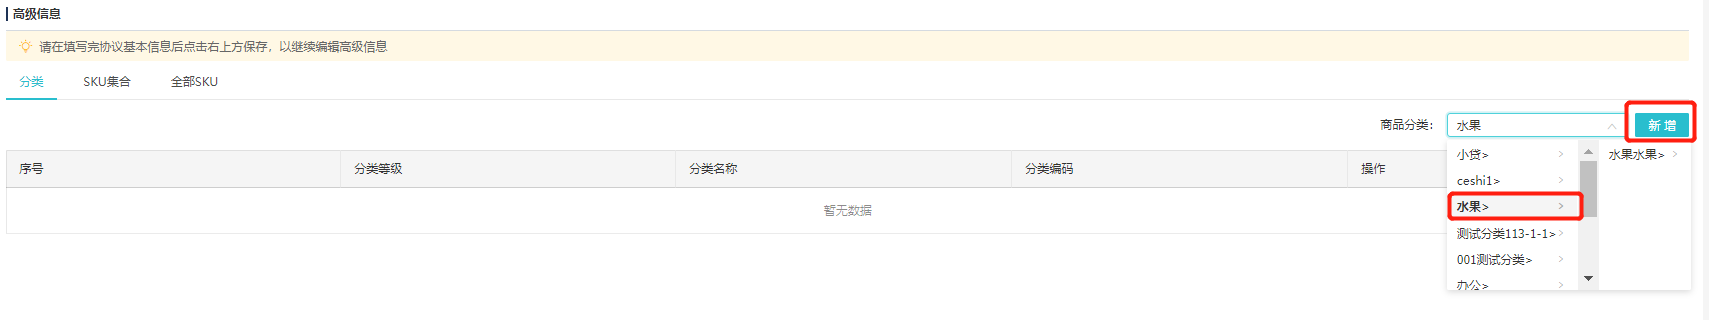 高级信息
请在填写完协议基本信息后点击右上方保存，以继续编辑高级信息
分类 SKU集合 全部SKU
商品分类： 水果 新增
序号 分类等级 分类名称 分类编码 操作
暂无数据
小贷>
ceshi1>
水果>
测试分类113-1-1>
001测试分类>
办公>
水果水果>